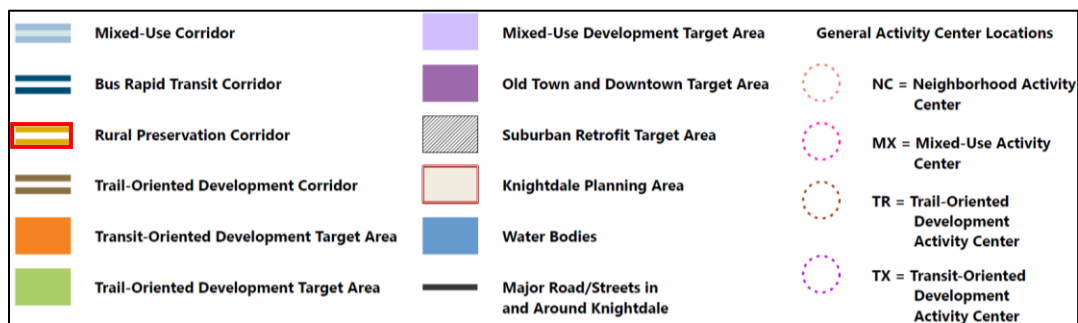 Mixed-Use Corridor
Bus Rapid Transit Corridor
Rural Preservation Corridor
Trail-Oriented Development Corridor
Transit-Oriented Development Target Area
Trail-Oriented Development Target Area
Mixed-Use Development Target Area
Old Town and Downtown Target Area
Suburban Retrofit Target Area
Knightdale Planning Area
Water Bodies
Major Road/Streets in
and Around Knightdale
General Activity Center Locations
NC = Neighborhood Activity
Center
MX = Mixed-Use Activity
Center
TR = Trail-Oriented
Development
Activity Center
TX = Transit-Oriented
Development
Activity Center